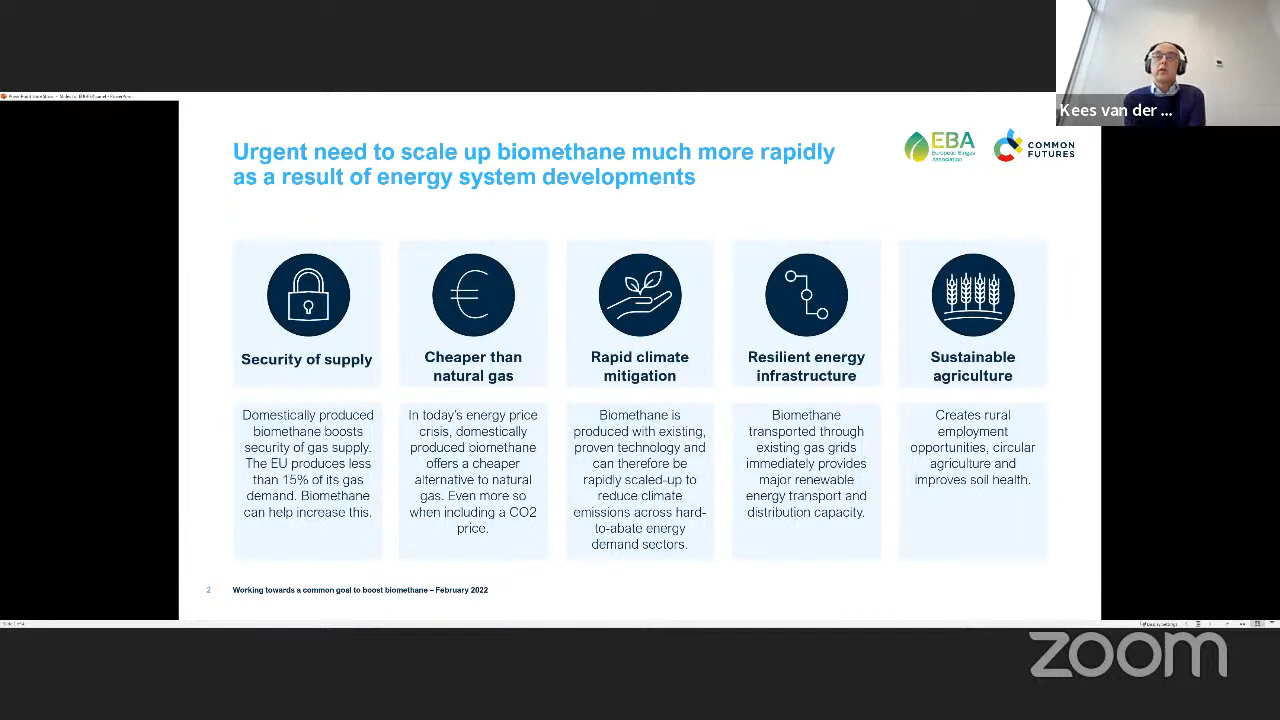 Kees van der ...
Urgent need to scale up biomethane much more rapidly
as a result of energy system developments
EBA
European Biogas
Association
COMMON
FUTURES
Security of supply
Cheaper than
natural gas
Rapid climate
mitigation
Resilient energy
infrastructure
Sustainable
agriculture
Domestically produced
biomethane boosts
security of gas supply.
The EU produces less
than 15% of its gas
demand. Biomethane
can help increase this.
In today's energy price
crisis, domestically
produced biomethane
offers a cheaper
alternative to natural
gas. Even more so
when including a CO2
price.
Biomethane is
produced with existing,
proven technology and
can therefore be
rapidly scaled-up to
reduce climate
emissions across hard-
to-abate energy
demand sectors.
Biomethane
transported through
existing gas grids
immediately provides
major renewable
energy transport and
distribution capacity.
Creates rural
employment
opportunities, circular
agriculture and
improves soil health.
2
Working towards a common goal to boost biomethane – February 2022
Display Settings
zoom